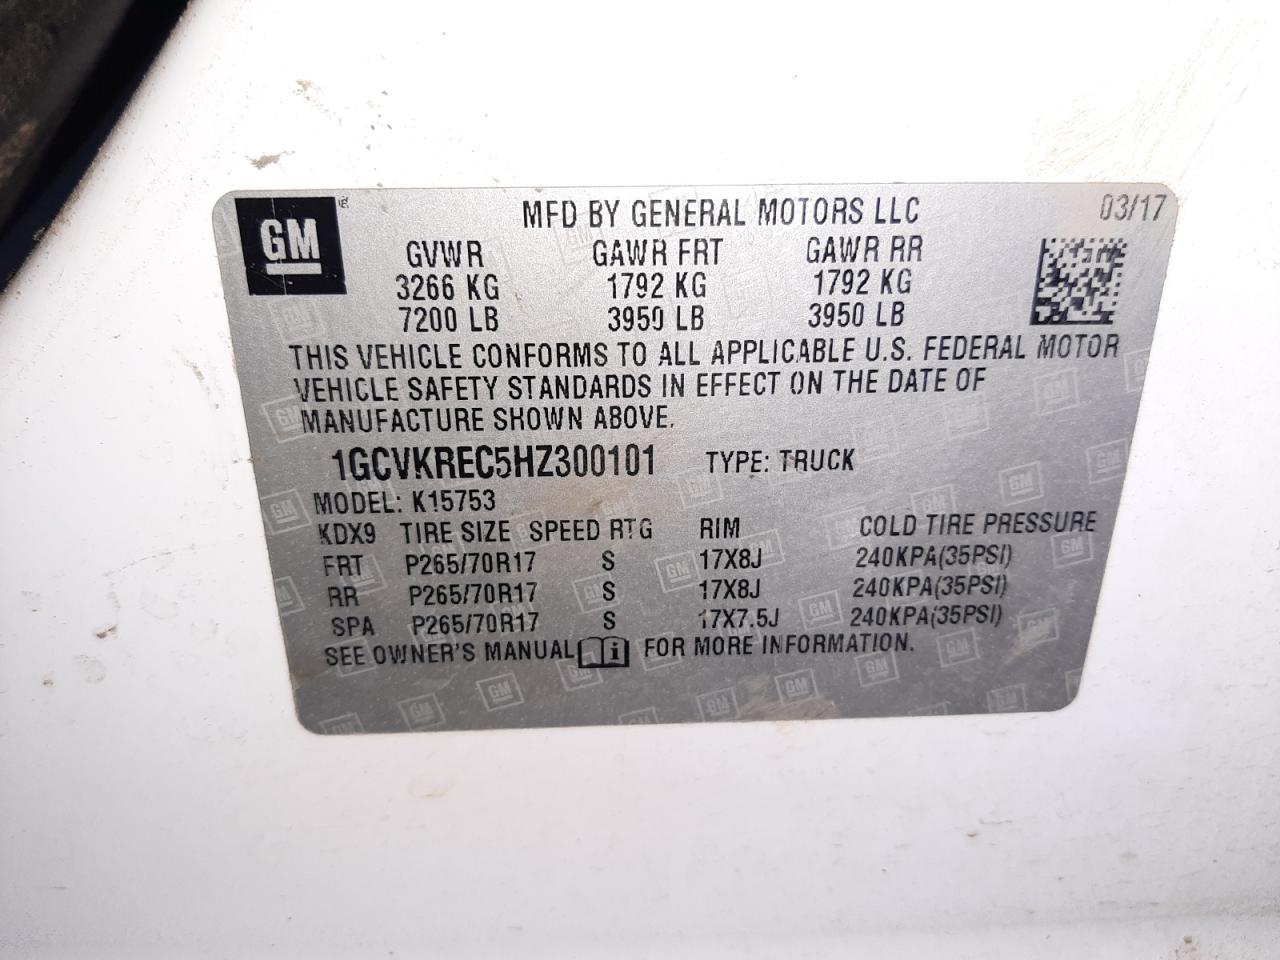 GM
MFD BY GENERAL MOTORS LLC 03/17
GVWR GAWR FRT GAWR RR
3266 KG 1792 KG 1792 KG
7200 LB 3950 LB 3950 LB
THIS VEHICLE CONFORMS TO ALL APPLICABLE U.S. FEDERAL MOTOR
VEHICLE SAFETY STANDARDS IN EFFECT ON THE DATE OF
MANUFACTURE SHOWN ABOVE.
1GCVKREC5HZ300101 TYPE: TRUCK
MODEL: K15753
KDX9 TIRE SIZE SPEED RTG RIM COLD TIRE PRESSURE
FRT P265/70R17 S 17X8J 240KPA(35PSI)
RR P265/70R17 S 17X8J 240KPA(35PSI)
SPA P265/70R17 S 17X7.5J 240KPA(35PSI)
SEE OWNER'S MANUAL i FOR MORE INFORMATION.